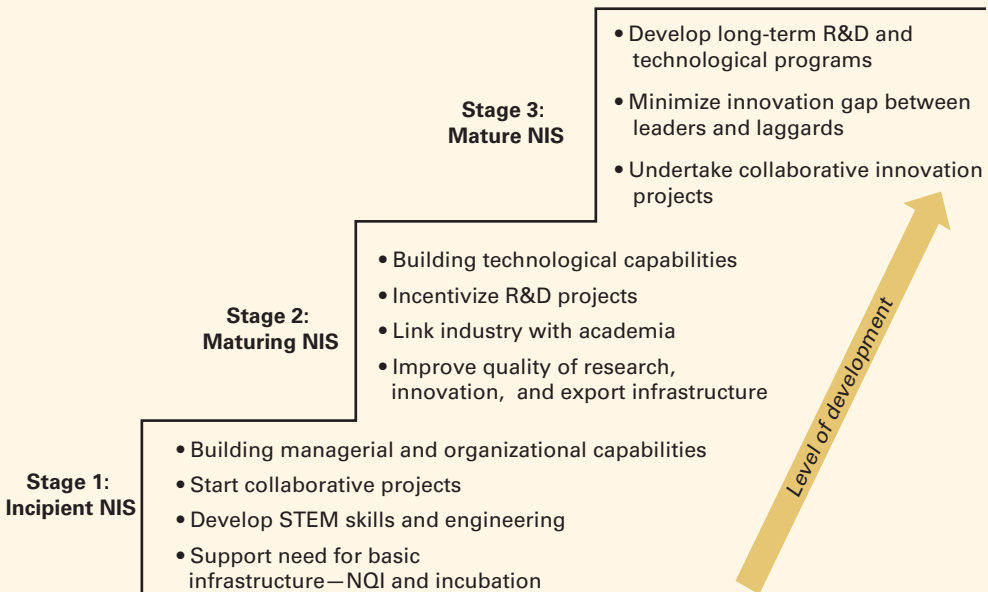 • Develop long-term R&D and
technological programs
• Minimize innovation gap between
leaders and laggards
• Undertake collaborative innovation
projects
Stage 3:
Mature NIS
• Building technological capabilities
• Incentivize R&D projects
• Link industry with academia
• Improve quality of research,
innovation,  and export infrastructure
Stage 2:
Maturing NIS
• Building managerial and organizational capabilities
• Start collaborative projects
• Develop STEM skills and engineering
• Support need for basic
infrastructure—NQI and incubation
Stage 1:
Incipient NIS
Level of development